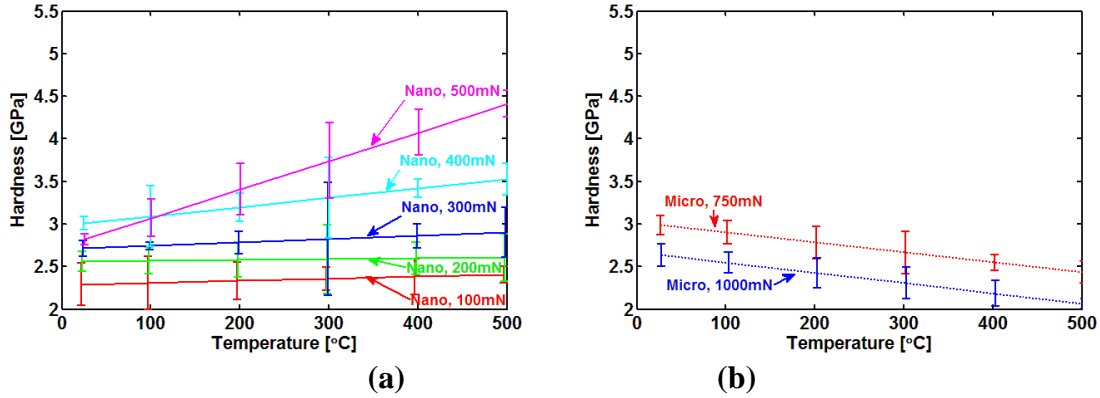 5.5
5
4.5
4
3.5
3
2.5
2
Hardness [GPa]
0
100
200
300
400
500
Temperature [°C]
Nano, 500mN
Nano, 400mN
Nano, 300mN
Nano, 200mN
Nano, 100mN
(a)
5.5
5
4.5
4
3.5
3
2.5
2
Hardness [GPa]
0
100
200
300
400
500
Temperature [°C]
Micro, 750mN
Micro, 1000mN
(b)